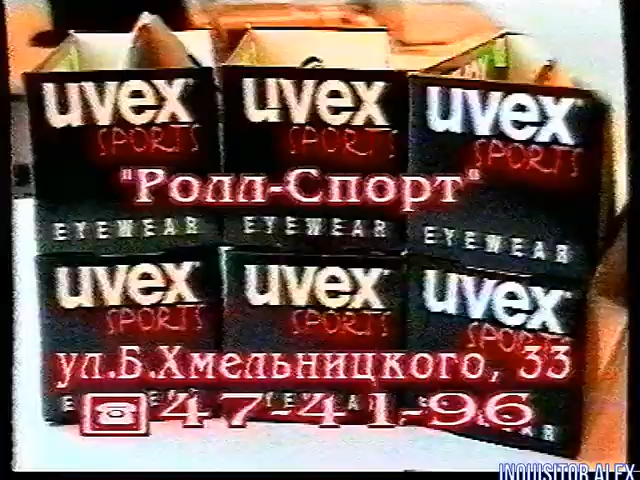 uvex uvex uvex
SPORTS SPORTS SPORTS
"Ролл-Спорт"
EYEWEAR EYEWEAR EYEWEAR
uvex uvex uvex
SPORTS SPORTS SPORTS
ул.Б.Хмельницкого, 33
☎ 47-41-96
INQUISITOR ALEX